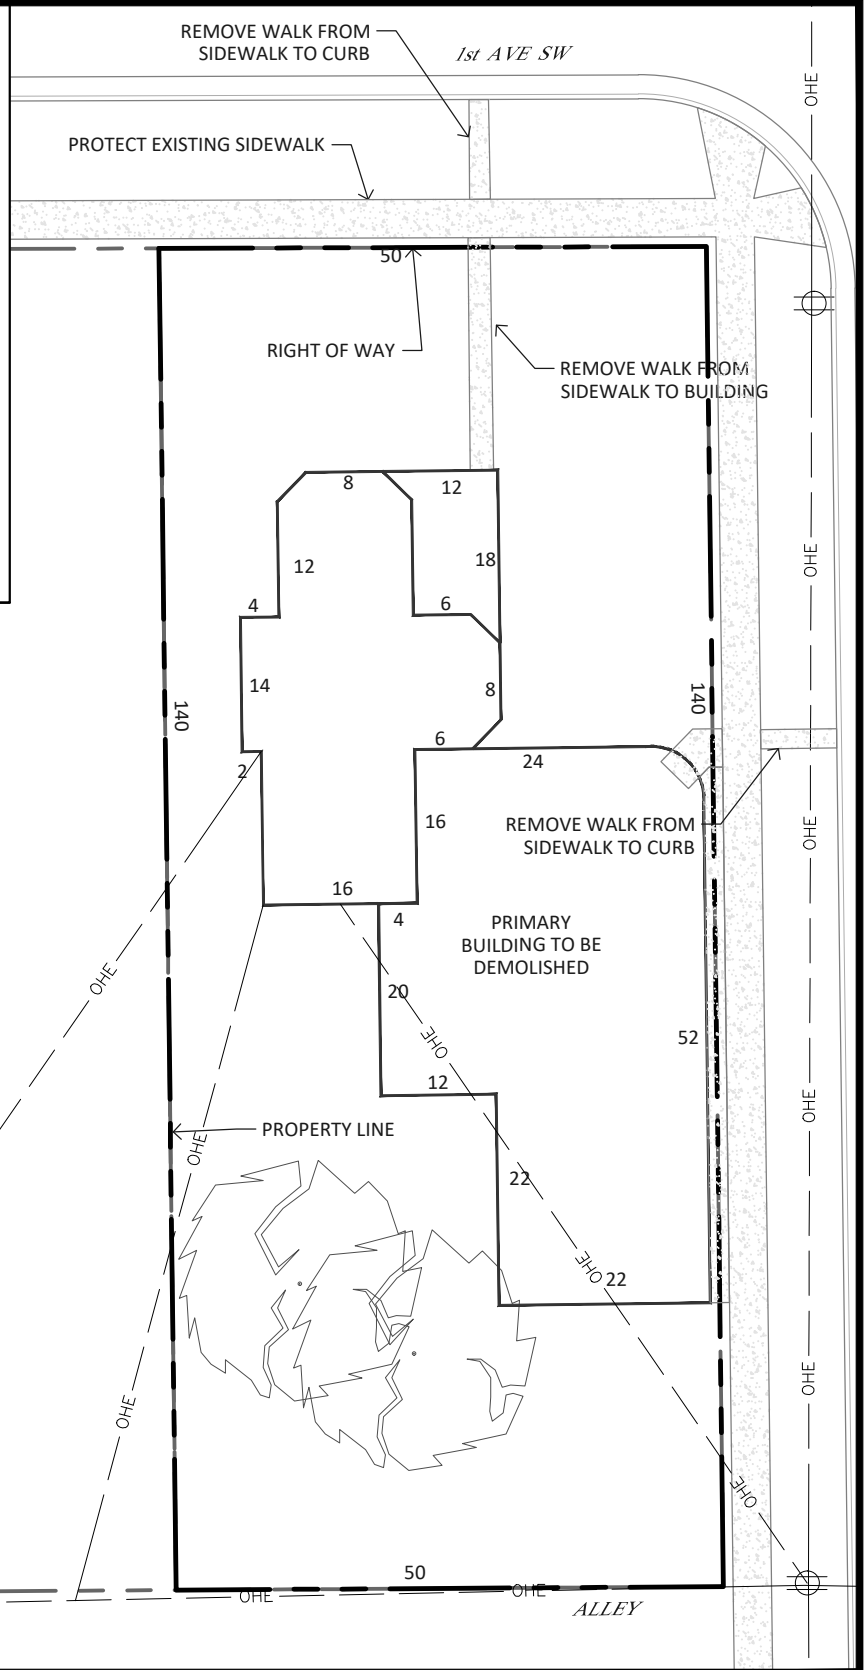 REMOVE WALK FROM
SIDEWALK TO CURB
1st AVE SW
OHE
PROTECT EXISTING SIDEWALK
50
RIGHT OF WAY
REMOVE WALK FROM
SIDEWALK TO BUILDING
8
12
18
12
OHE
4
6
14
8
140
140
6
2
24
16
REMOVE WALK FROM
SIDEWALK TO CURB
OHE
16
4
PRIMARY
BUILDING TO BE
DEMOLISHED
OHE
20
OHE
52
12
OHE
PROPERTY LINE
OHE
22
OHE
22
OHE
OHE
OHE
50
OHE
OHE
ALLEY